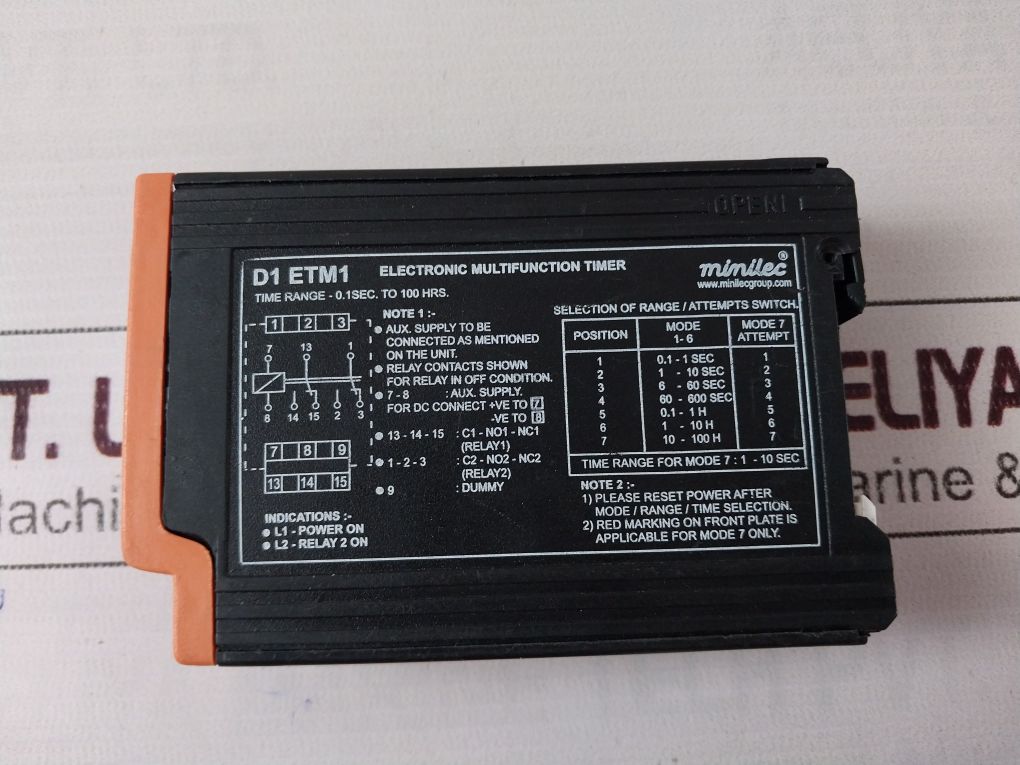 OPEN
D1 ETM1 ELECTRONIC MULTIFUNCTION TIMER minilec®
www.minilecgroup.com
TIME RANGE - 0.1SEC. TO 100 HRS.
1 2 3
7 13 1
8 14 15 2 3
7 8 9
13 14 15
INDICATIONS :-
● L1 - POWER ON
● L2 - RELAY 2 ON
NOTE 1 :-
● AUX. SUPPLY TO BE
CONNECTED AS MENTIONED
ON THE UNIT.
● RELAY CONTACTS SHOWN
FOR RELAY IN OFF CONDITION.
● 7 - 8 : AUX. SUPPLY.
FOR DC CONNECT +VE TO 7
-VE TO 8
● 13 - 14 - 15 : C1 - NO1 - NC1
(RELAY1)
● 1 - 2 - 3 : C2 - NO2 - NC2
(RELAY2)
● 9 : DUMMY
SELECTION OF RANGE / ATTEMPTS SWITCH.
POSITION MODE 1- 6 MODE 7 ATTEMPT
1 0.1 - 1 SEC 1
2 1 - 10 SEC 2
3 6 - 60 SEC 3
4 60 - 600 SEC 4
5 0.1 - 1 H 5
6 1 - 10 H 6
7 10 - 100 H 7
TIME RANGE FOR MODE 7 : 1 - 10 SEC
NOTE 2 :-
1) PLEASE RESET POWER AFTER
MODE / RANGE / TIME SELECTION.
2) RED MARKING ON FRONT PLATE IS
APPLICABLE FOR MODE 7 ONLY.
T. U ELIYA
achi arine &